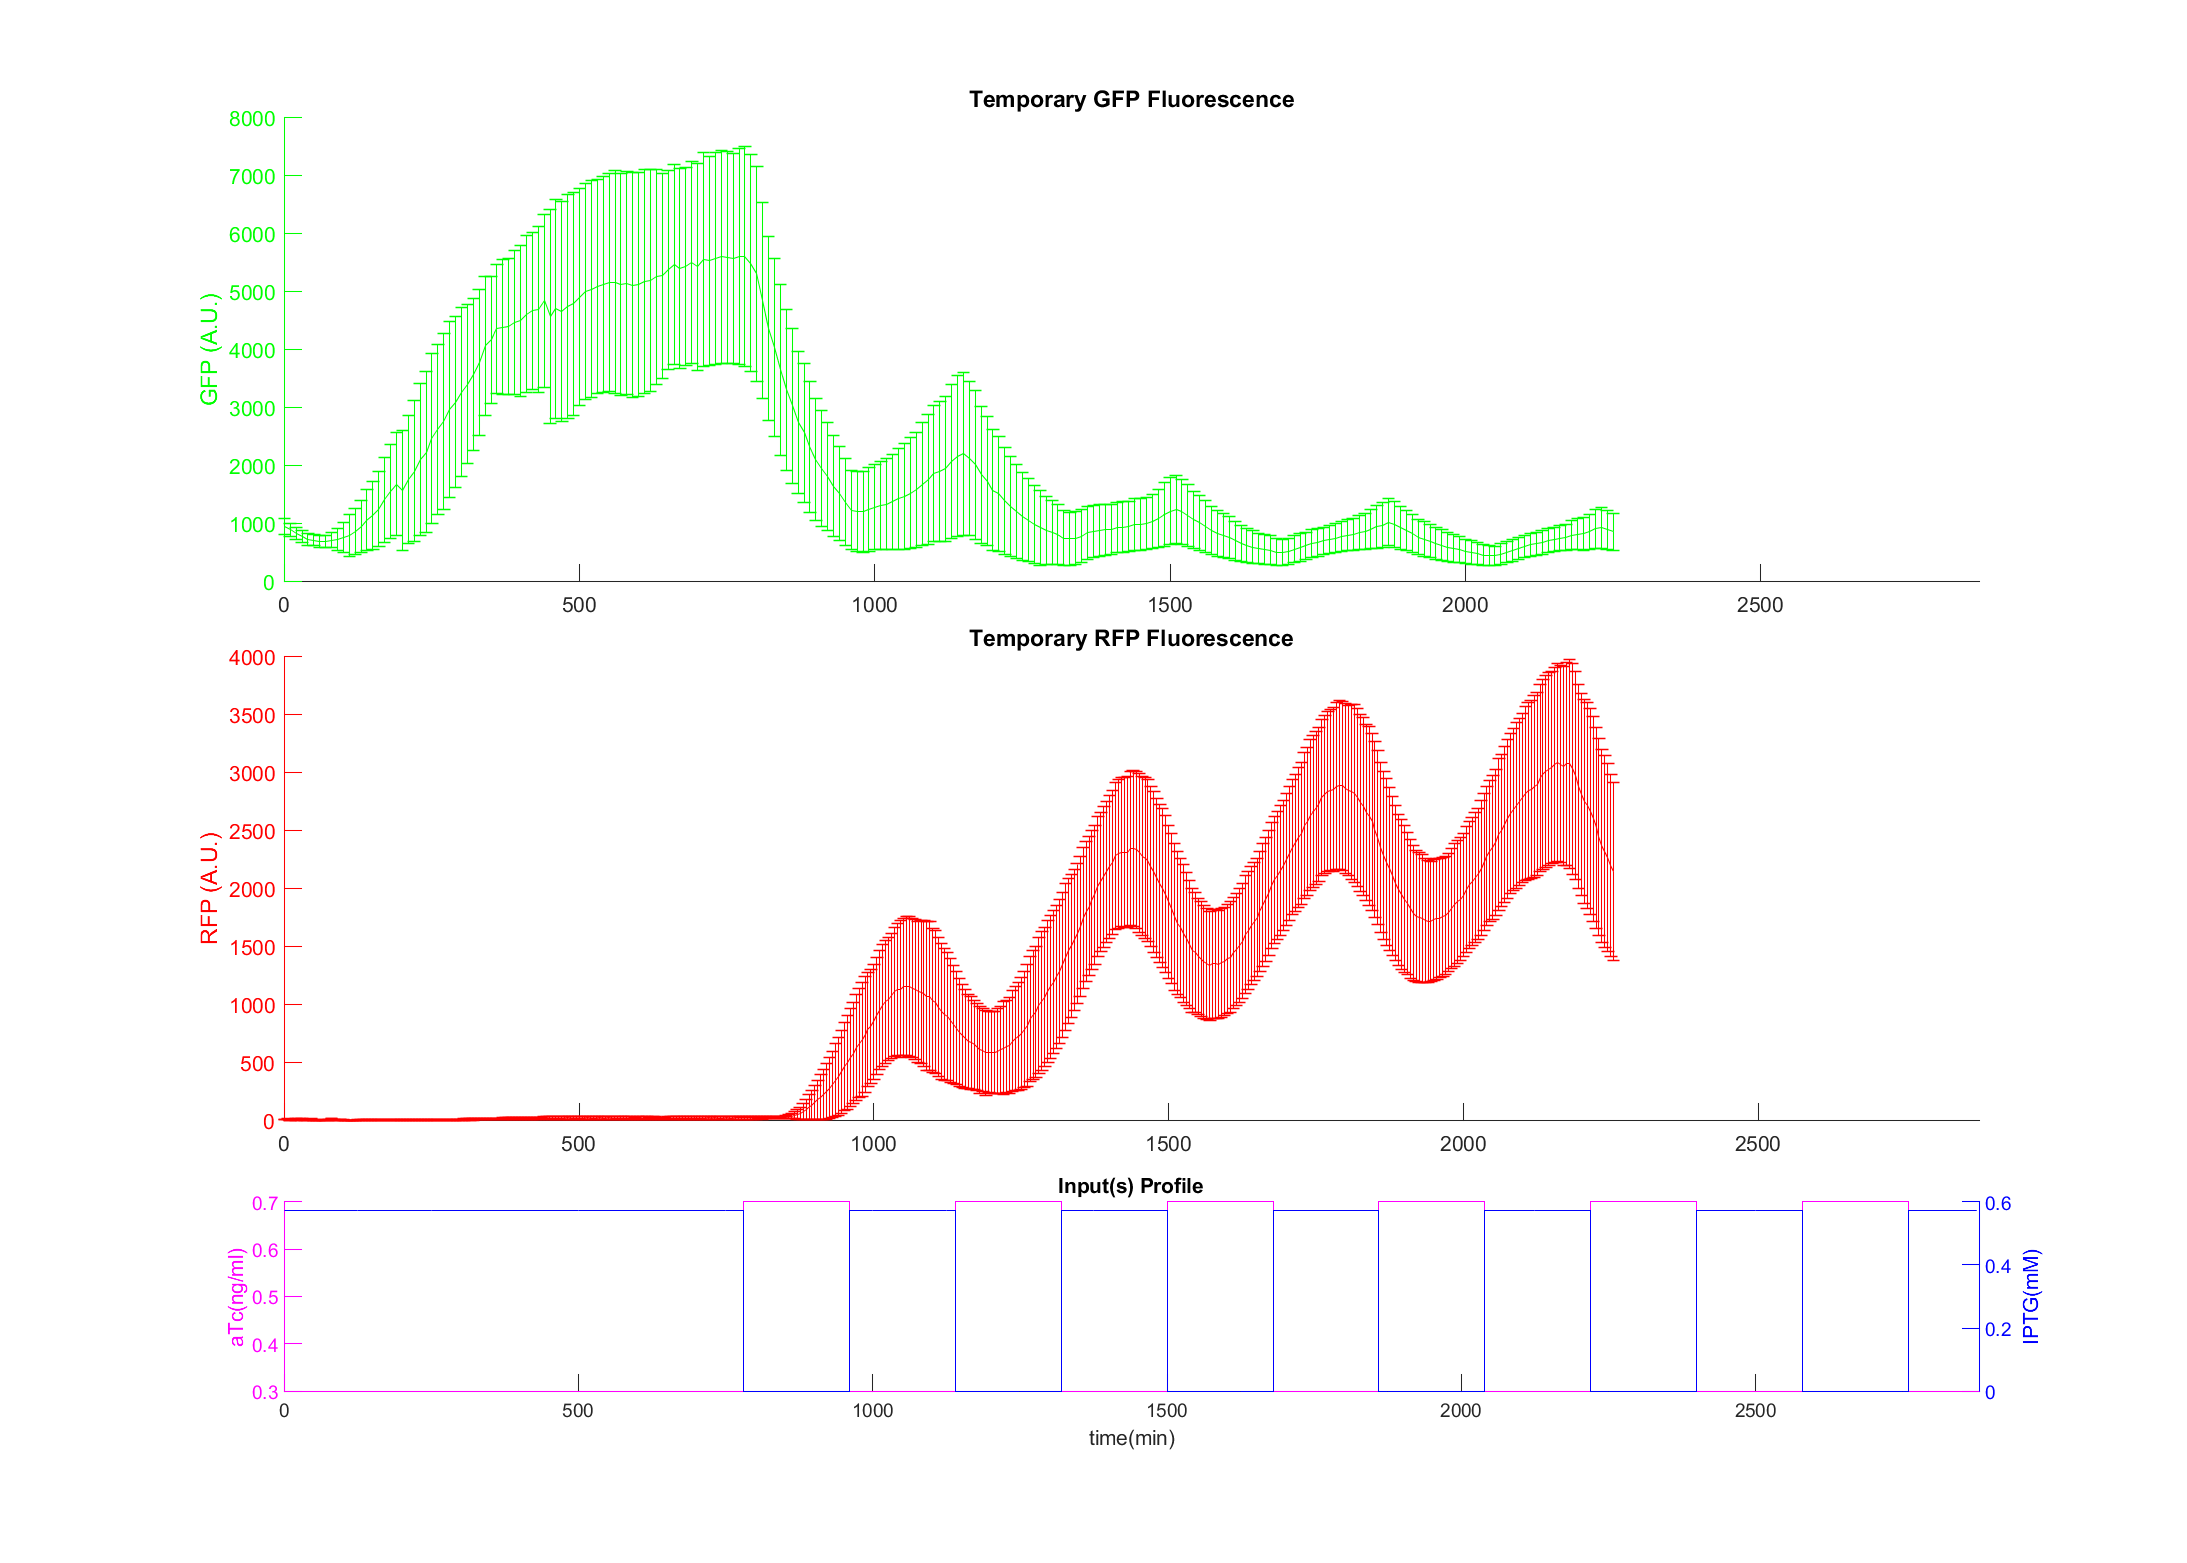 Temporary GFP Fluorescence
8000
7000
6000
5000
4000
3000
2000
1000
0
GFP (A.U.)
0 500 1000 1500 2000 2500
Temporary RFP Fluorescence
4000
3500
3000
2500
2000
1500
1000
500
0
RFP (A.U.)
0 500 1000 1500 2000 2500
Input(s) Profile
0.7
0.6
0.5
0.4
0.3
aTc(ng/ml)
0.6
0.4
0.2
0
IPTG(mM)
0 500 1000 1500 2000 2500
time(min)